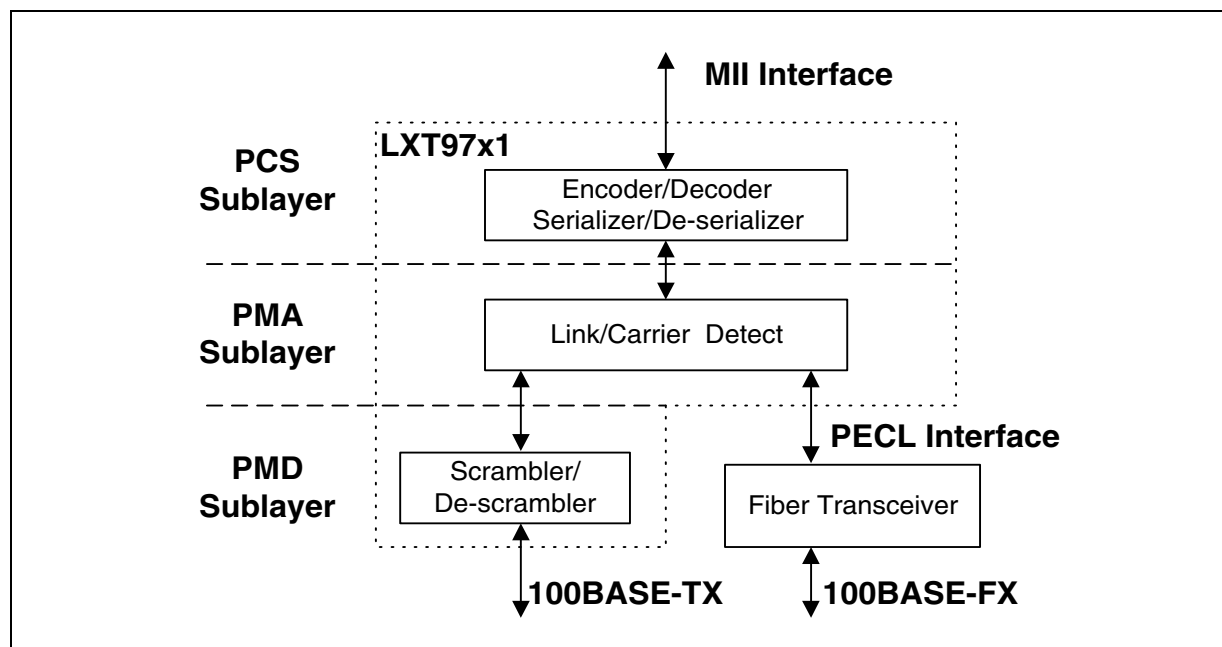 MII Interface
LXT97x1
PCS
Sublayer
Encoder/Decoder
Serializer/De-serializer
PMA
Sublayer
Link/Carrier Detect
PECL Interface
PMD
Sublayer
Scrambler/
De-scrambler
Fiber Transceiver
100BASE-TX
100BASE-FX